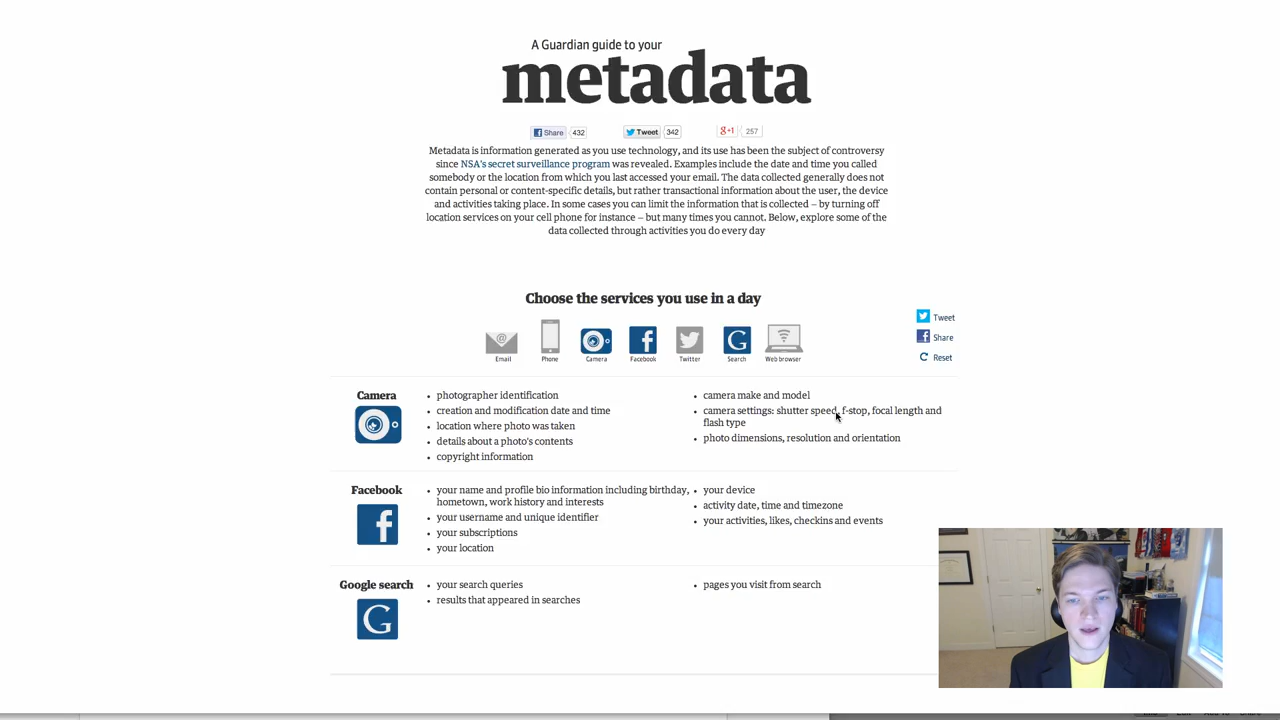 A Guardian guide to your
metadata
Share 432
Tweet 342
g+1 257
Metadata is information generated as you use technology, and its use has been the subject of controversy
since NSA's secret surveillance program was revealed. Examples include the date and time you called
somebody or the location from which you last accessed your email. The data collected generally does not
contain personal or content-specific details, but rather transactional information about the user, the device
and activities taking place. In some cases you can limit the information that is collected – by turning off
location services on your cell phone for instance – but many times you cannot. Below, explore some of the
data collected through activities you do every day
Choose the services you use in a day
Email
Phone
Camera
Facebook
Twitter
Search
Web browser
Tweet
Share
Reset
Camera
• photographer identification
• creation and modification date and time
• location where photo was taken
• details about a photo's contents
• copyright information
• camera make and model
• camera settings: shutter speed, f-stop, focal length and
flash type
• photo dimensions, resolution and orientation
Facebook
• your name and profile bio information including birthday,
hometown, work history and interests
• your username and unique identifier
• your subscriptions
• your location
• your device
• activity date, time and timezone
• your activities, likes, checkins and events
Google search
• your search queries
• results that appeared in searches
• pages you visit from search